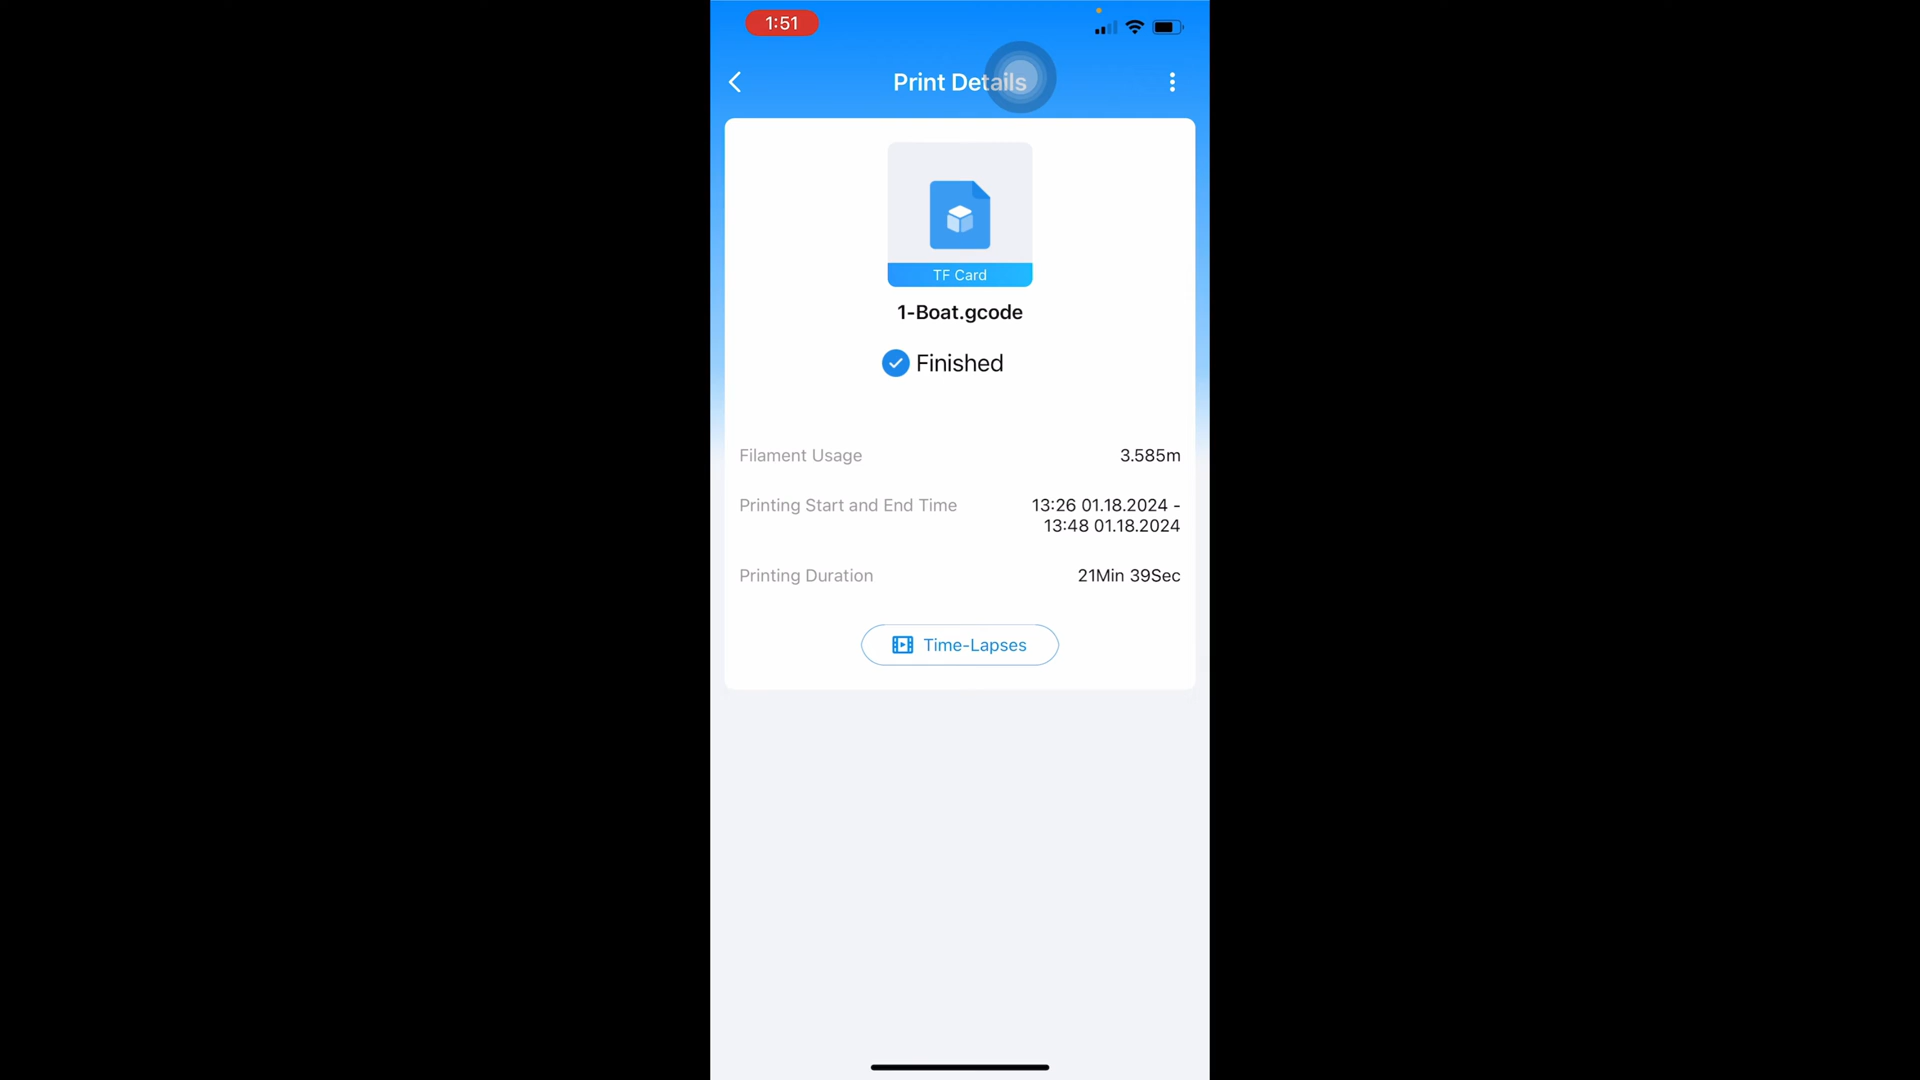 1:51
Print Details
TF Card
1-Boat.gcode
Finished
Filament Usage 3.585m
Printing Start and End Time 13:26 01.18.2024 -
13:48 01.18.2024
Printing Duration 21Min 39Sec
Time-Lapses